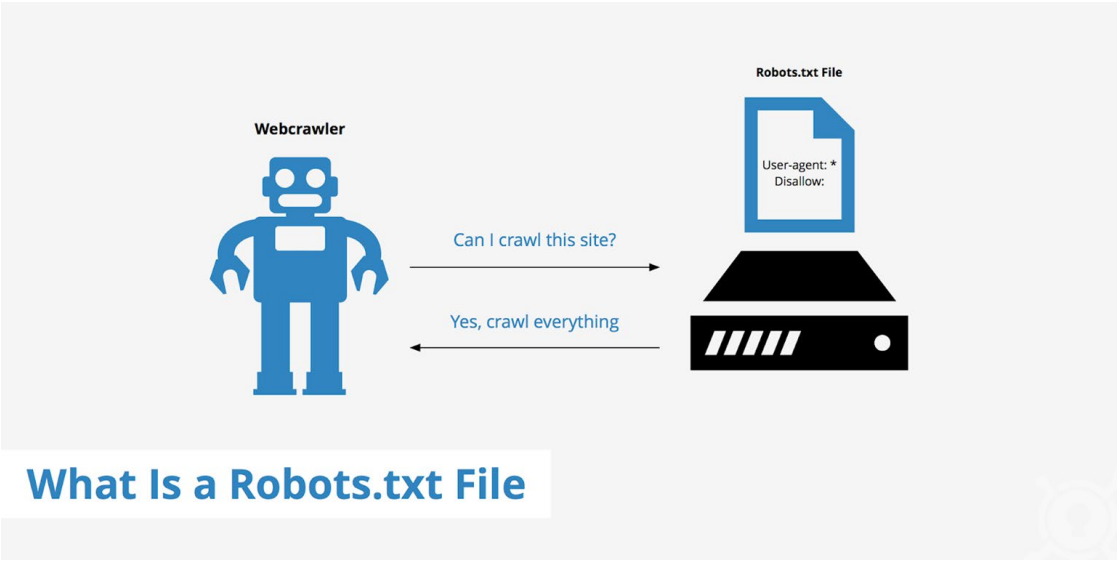 Robots.txt File
Webcrawler
User-agent: *
Disallow:
Can I crawl this site?
Yes, crawl everything
What Is a Robots.txt File